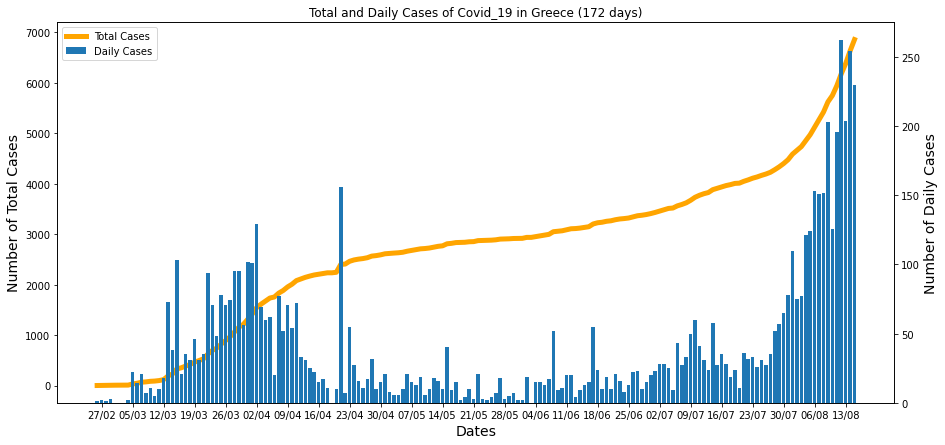 Total and Daily Cases of Covid_19 in Greece (172 days)
Total Cases
Daily Cases
Number of Total Cases
7000
6000
5000
4000
3000
2000
1000
0
Number of Daily Cases
250
200
150
100
50
0
27/02 05/03 12/03 19/03 26/03 02/04 09/04 16/04 23/04 30/04 07/05 14/05 21/05 28/05 04/06 11/06 18/06 25/06 02/07 09/07 16/07 23/07 30/07 06/08 13/08
Dates